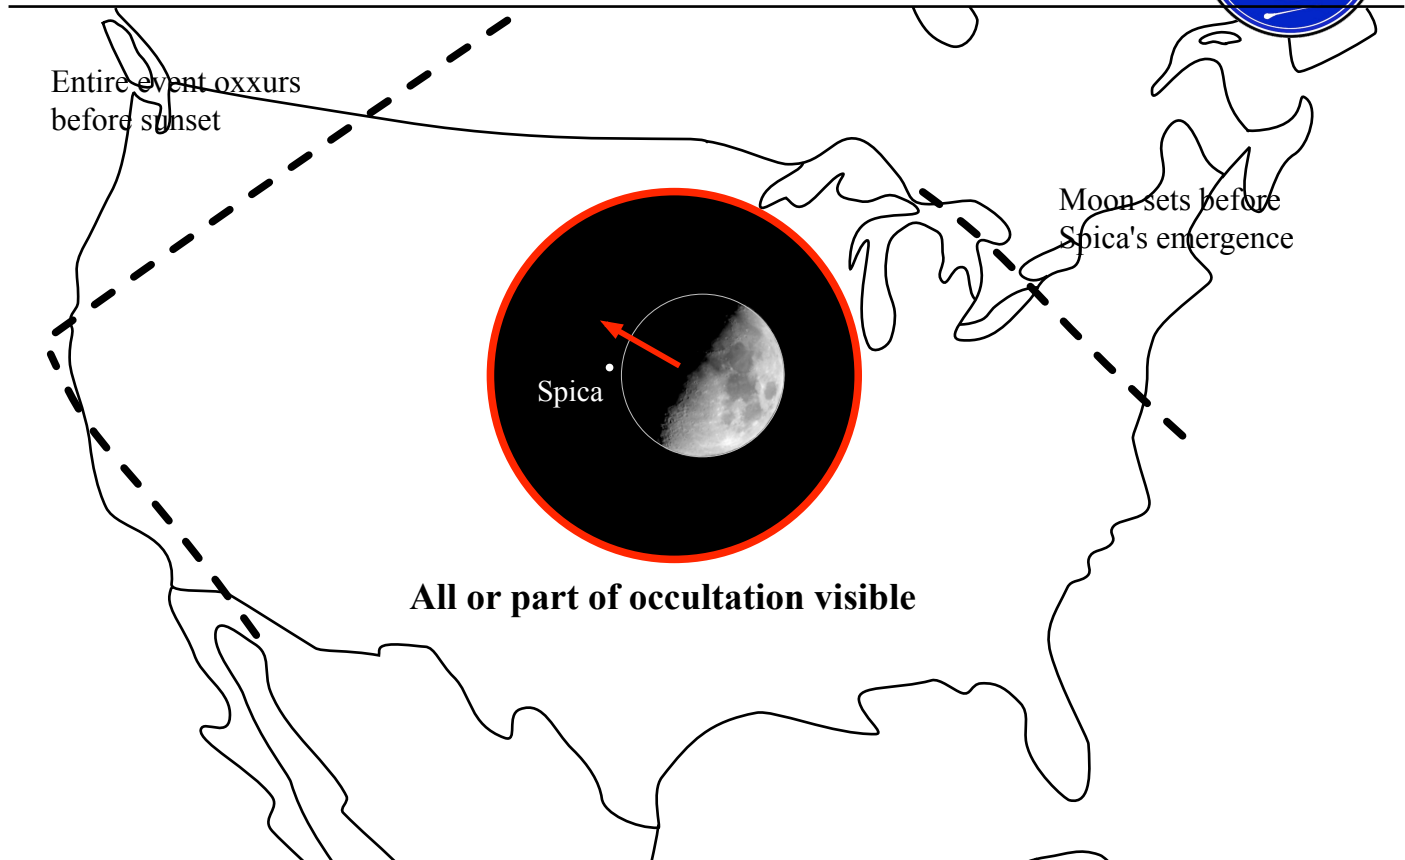 Entire event oxxurs
before sunset
Moon sets before
Spica's emergence
Spica
All or part of occultation visible